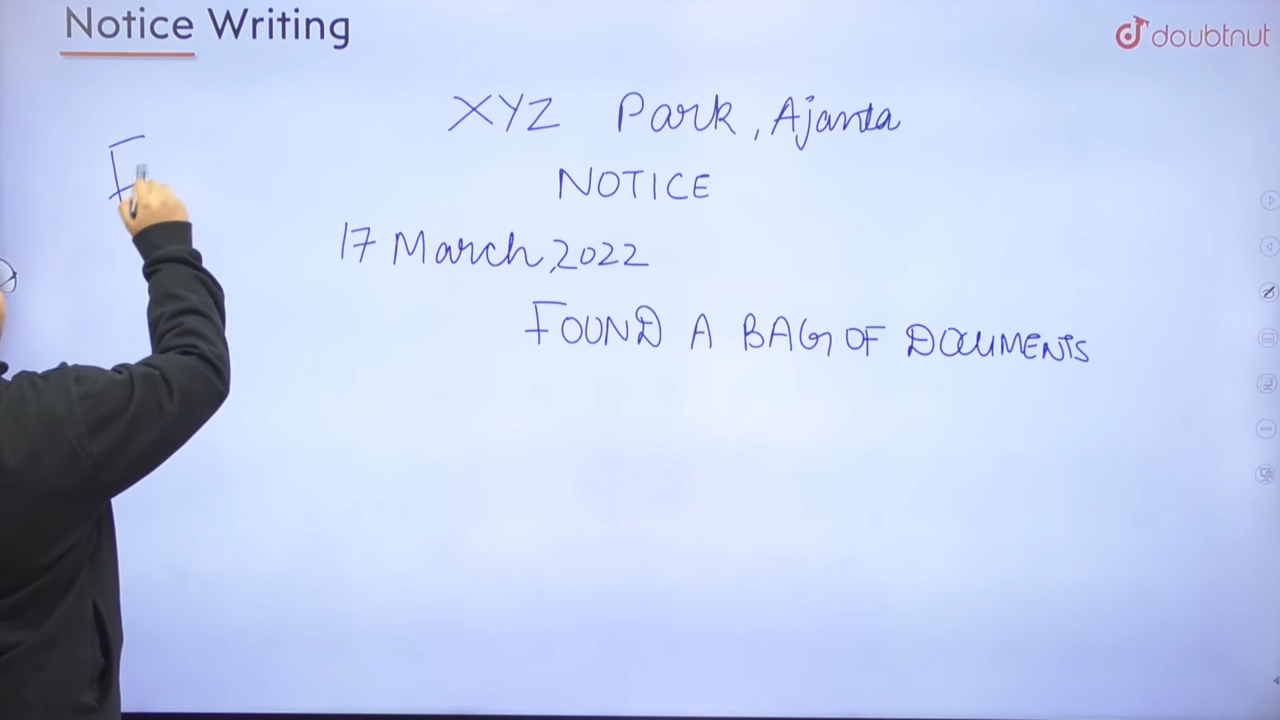 Notice Writing
doubtnut
XYZ Park, Ajanta
NOTICE
17 March, 2022
FOUND A BAG OF DOCUMENTS
F